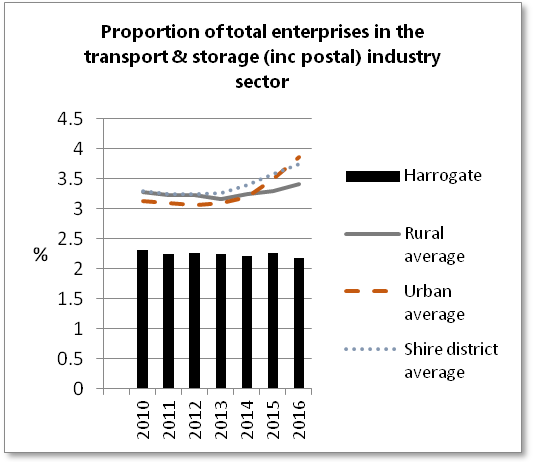 Proportion of total enterprises in the
transport & storage (inc postal) industry
sector
4.5
4
3.5
3
2.5
2
1.5
1
0.5
0
%
2010
2011
2012
2013
2014
2015
2016
Harrogate
Rural
average
Urban
average
Shire district
average